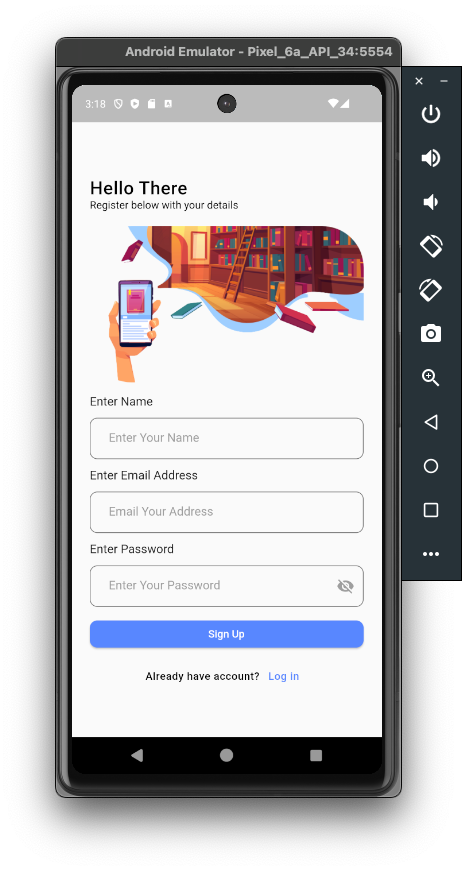 Android Emulator - Pixel_6a_API_34:5554
3:18
Hello There
Register below with your details
Enter Name
Enter Your Name
Enter Email Address
Email Your Address
Enter Password
Enter Your Password
Sign Up
Already have account? Log in